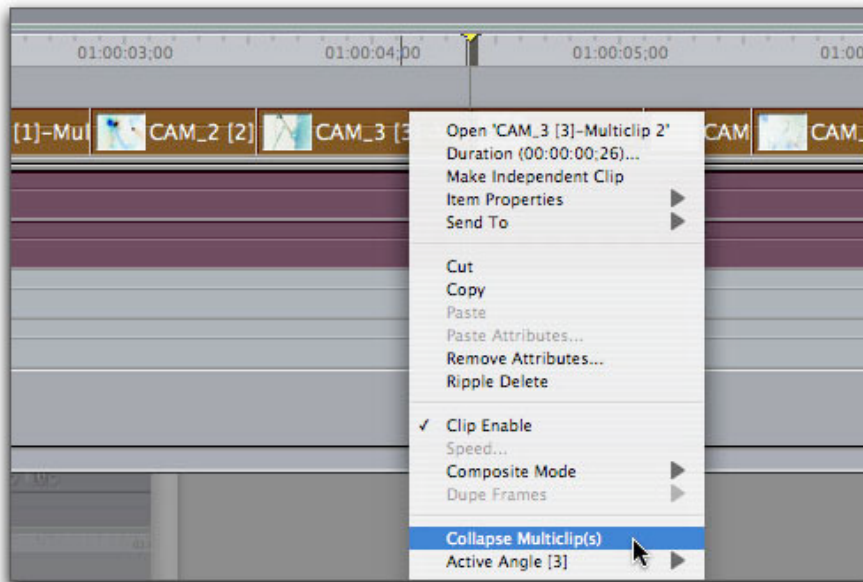 01:00:03;00
01:00:04;00
01:00:05;00
01:00
[1]-Mul
CAM_2 [2]
CAM_3 [3
CAM
CAM_
Open 'CAM_3 [3]-Multiclip 2'
Duration (00:00:00;26)...
Make Independent Clip
Item Properties
Send To
Cut
Copy
Paste
Paste Attributes...
Remove Attributes...
Ripple Delete
✓ Clip Enable
Speed...
Composite Mode
Dupe Frames
Collapse Multiclip(s)
Active Angle [3]